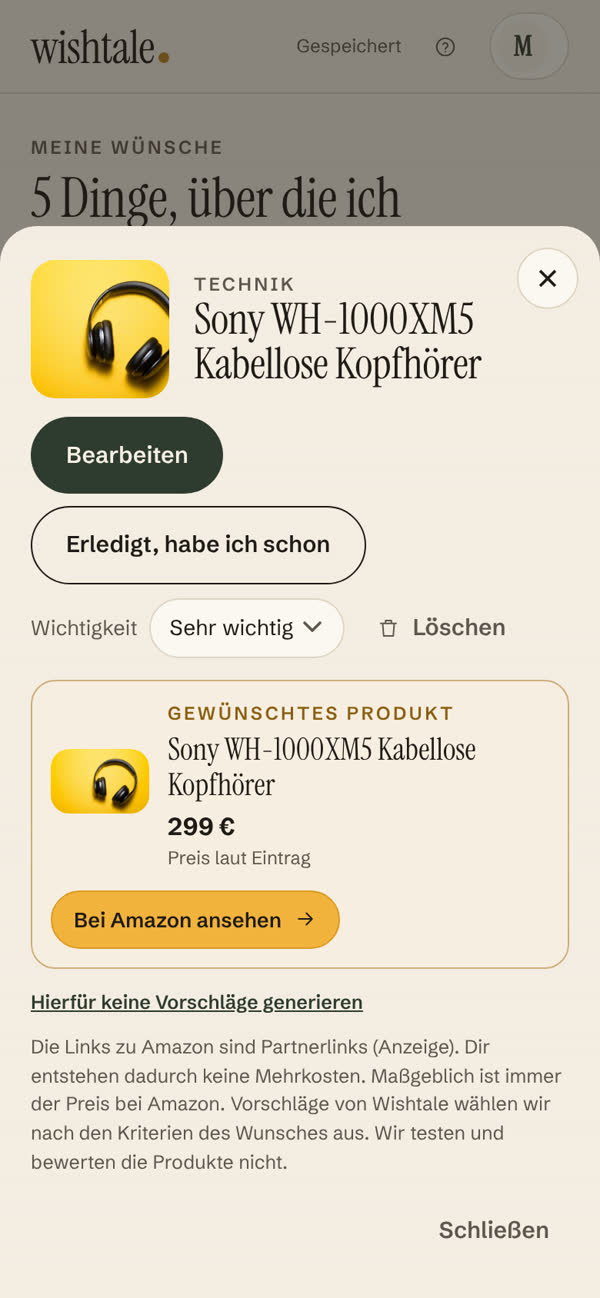 wishtale.
Gespeichert
M
MEINE WÜNSCHE
5 Dinge, über die ich
TECHNIK
Sony WH-1000XM5
Kabellose Kopfhörer
Bearbeiten
Erledigt, habe ich schon
Wichtigkeit
Sehr wichtig
Löschen
GEWÜNSCHTES PRODUKT
Sony WH-1000XM5 Kabellose
Kopfhörer
299 €
Preis laut Eintrag
Bei Amazon ansehen →
Hierfür keine Vorschläge generieren
Die Links zu Amazon sind Partnerlinks (Anzeige). Dir
entstehen dadurch keine Mehrkosten. Maßgeblich ist immer
der Preis bei Amazon. Vorschläge von Wishtale wählen wir
nach den Kriterien des Wunsches aus. Wir testen und
bewerten die Produkte nicht.
Schließen